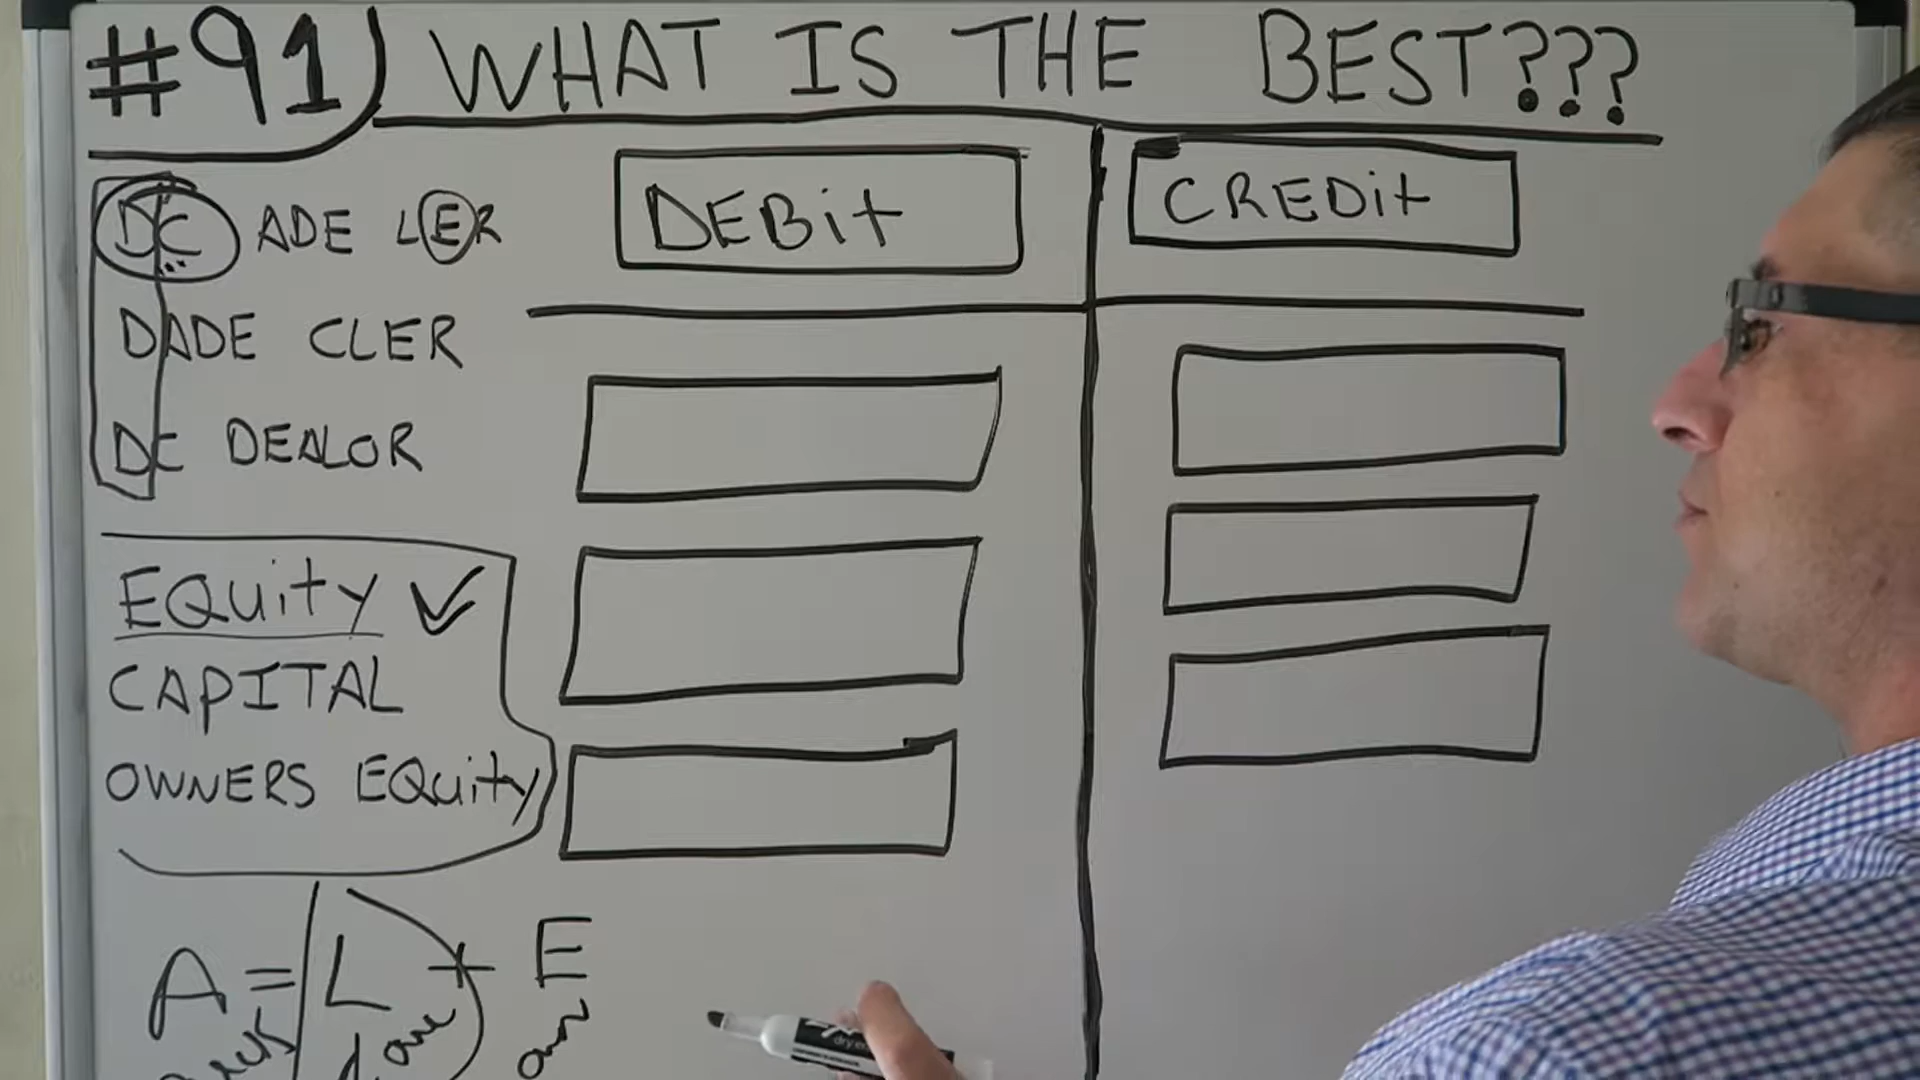 #91) WHAT IS THE BEST???
DC ADE LER
DEBit
CREDit
DADE CLER
DC DEALOR
EQuity
CAPITAL
OWNERS EQuity
A = L + E